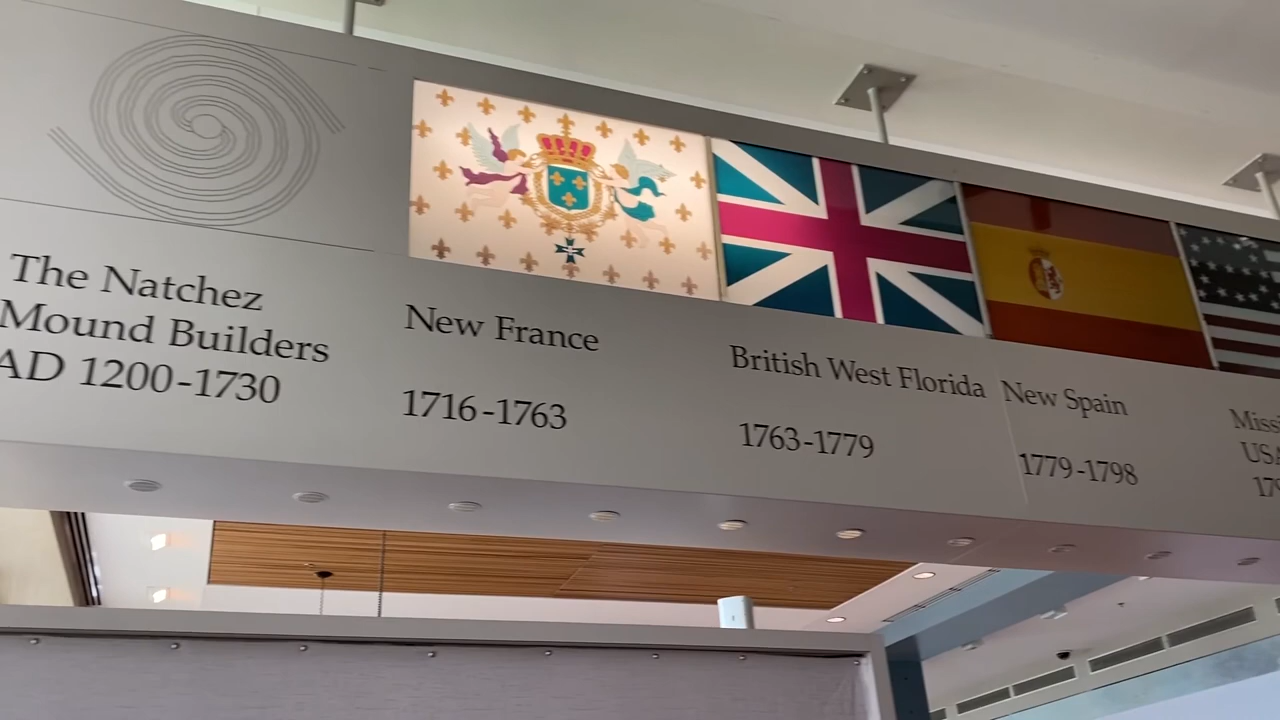 The Natchez
Mound Builders
AD 1200-1730
New France
1716-1763
British West Florida
1763-1779
New Spain
1779-1798